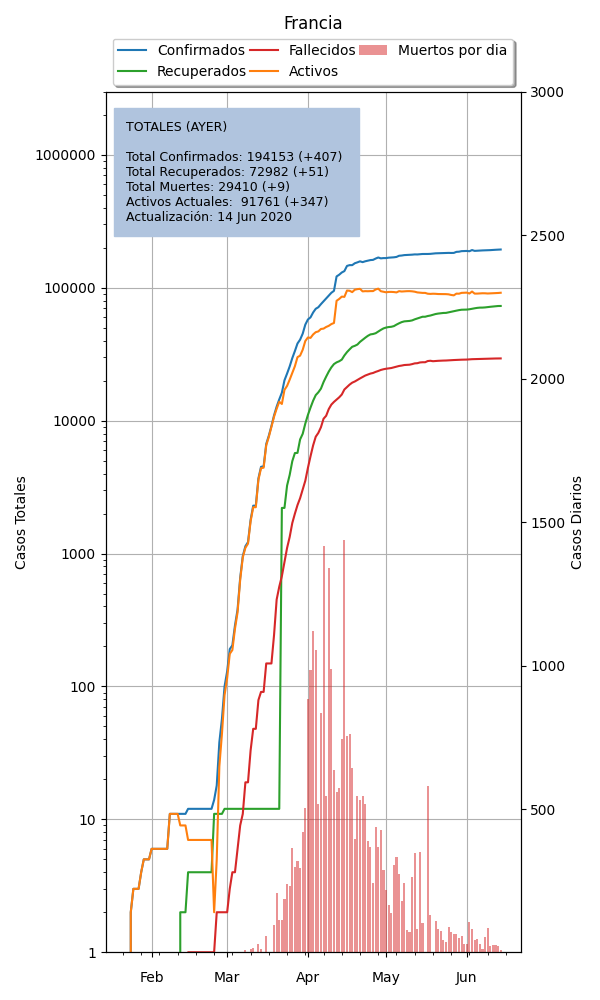 Francia
Confirmados Fallecidos Muertos por dia
Recuperados Activos
TOTALES (AYER)
Total Confirmados: 194153 (+407)
Total Recuperados: 72982 (+51)
Total Muertes: 29410 (+9)
Activos Actuales:  91761 (+347)
Actualización: 14 Jun 2020
Casos Totales
1000000
100000
10000
1000
100
10
1
3000
2500
2000
1500
1000
500
Casos Diarios
Feb Mar Apr May Jun